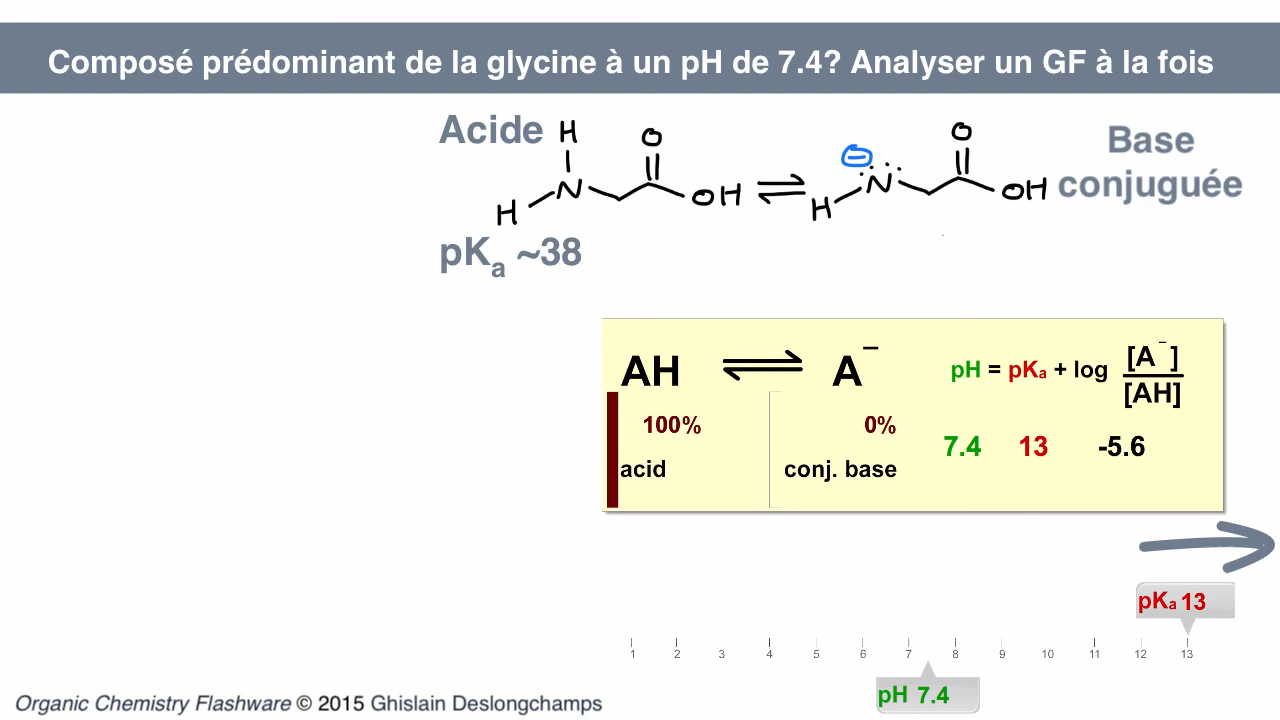 Composé prédominant de la glycine à un pH de 7.4? Analyser un GF à la fois
Acide
H
O
N
OH
H
pKa ~38
⊖
O
N
OH
H
Base
conjuguée
AH ⇌ A⁻
pH = pKa + log [A⁻]
[AH]
100% 0% 7.4 13 -5.6
acid conj. base
pKa 13
1 2 3 4 5 6 7 8 9 10 11 12 13
pH 7.4
Organic Chemistry Flashware © 2015 Ghislain Deslongchamps